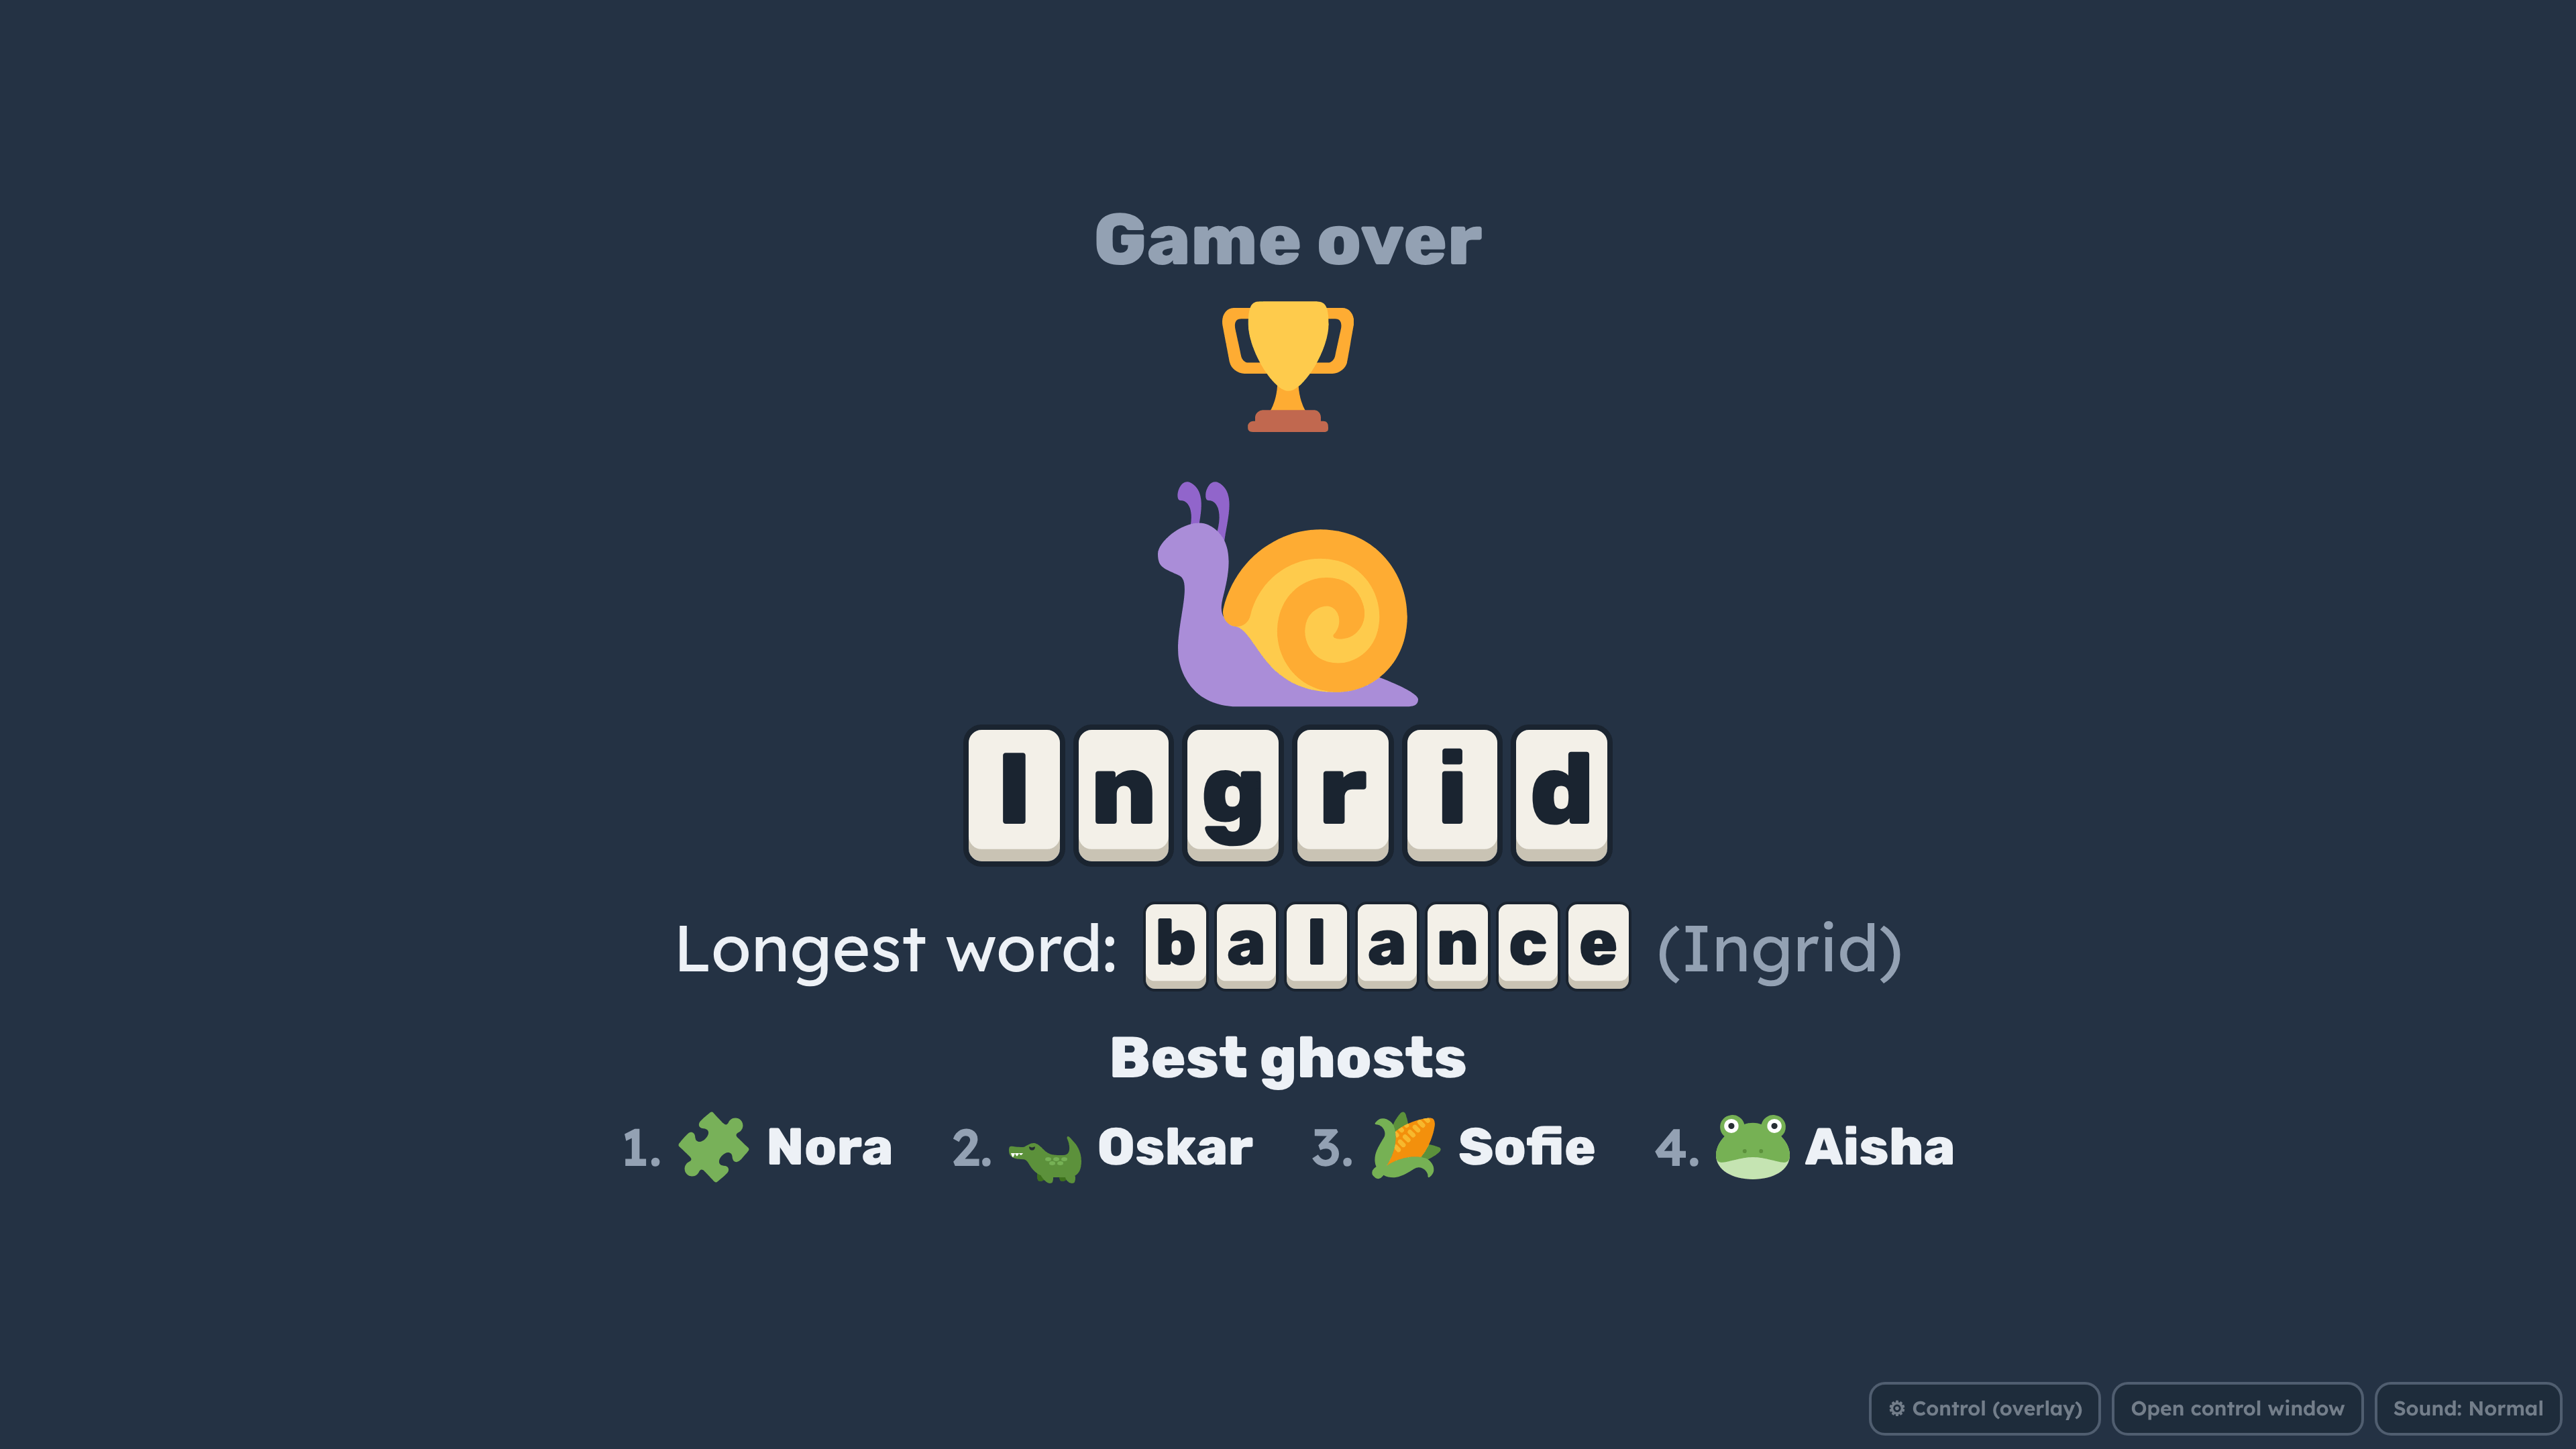 Game over
Ingrid
Longest word: balance (Ingrid)
Best ghosts
1. Nora 2. Oskar 3. Sofie 4. Aisha
⚙ Control (overlay) Open control window Sound: Normal